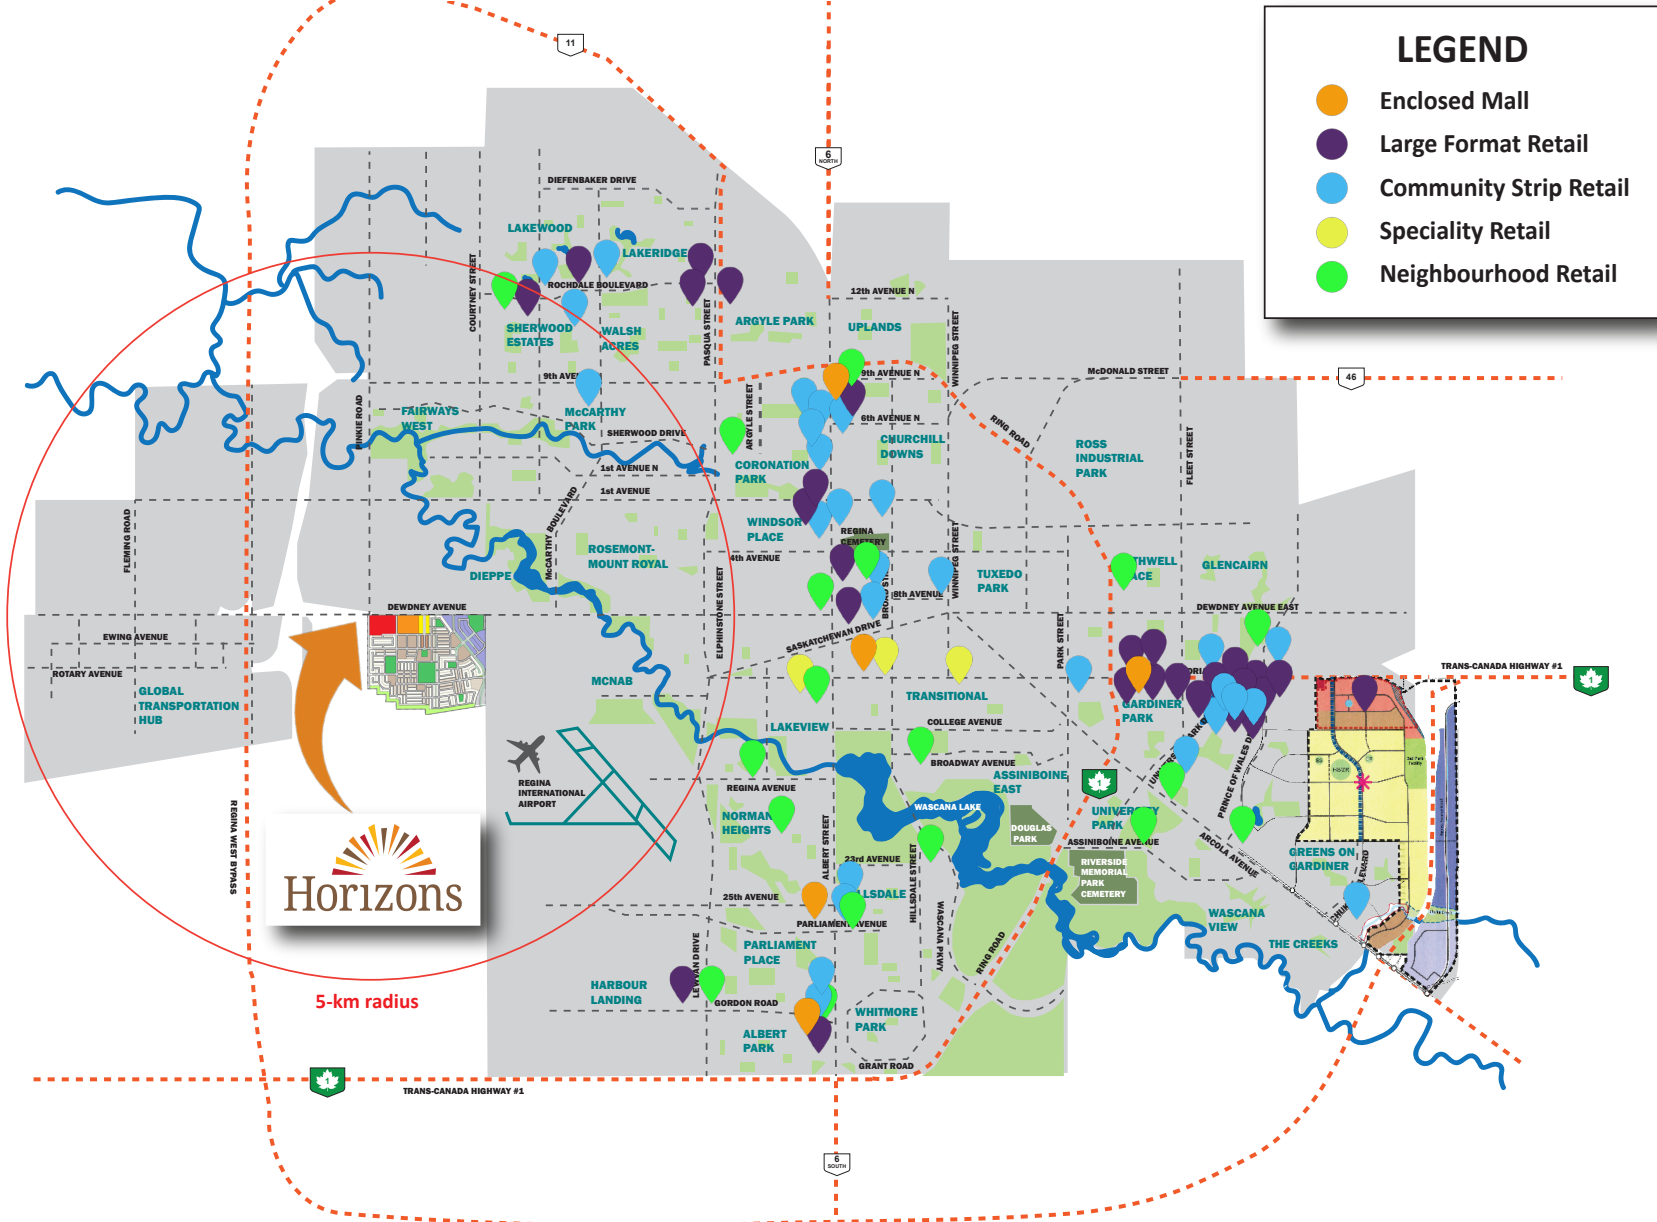 LEGEND
Enclosed Mall
Large Format Retail
Community Strip Retail
Speciality Retail
Neighbourhood Retail
11
6
NORTH
DIEFENBAKER DRIVE
LAKEWOOD
LAKERIDGE
COURTNEY STREET
ROCHDALE BOULEVARD
12th AVENUE N
SHERWOOD
ESTATES
WALSH
ACRES
PASQUA STREET
ARGYLE PARK
UPLANDS
WINNIPEG STREET
9th AVENUE N
McDONALD STREET
46
PINKIE ROAD
FAIRWAYS
WEST
McCARTHY
PARK
SHERWOOD DRIVE
ARGYLE STREET
6th AVENUE N
RING ROAD
CHURCHILL
DOWNS
ROSS
INDUSTRIAL
PARK
FLEET STREET
CORONATION
PARK
1st AVENUE N
1st AVENUE
McCARTHY BOULEVARD
FLEMING ROAD
WINDSOR
PLACE
REGINA
CEMETERY
WINNIPEG STREET
ROSEMONT-
MOUNT ROYAL
4th AVENUE
DIEPPE
ELPHINSTONE STREET
TUXEDO
PARK
GLENCAIRN
8th AVENUE
DEWDNEY AVENUE
DEWDNEY AVENUE EAST
EWING AVENUE
SASKATCHEWAN DRIVE
PARK STREET
ROTARY AVENUE
TRANS-CANADA HIGHWAY #1
1
GLOBAL
TRANSPORTATION
HUB
MCNAB
TRANSITIONAL
GARDINER
PARK
LAKEVIEW
COLLEGE AVENUE
BROADWAY AVENUE
REGINA
INTERNATIONAL
AIRPORT
REGINA AVENUE
ASSINIBOINE
EAST
1
PRINCE OF WALES D
WASCANA LAKE
REGINA WEST BYPASS
NORMAN
HEIGHTS
DOUGLAS
PARK
UNIVERSITY
PARK
ASSINIBOINE AVENUE
ARCOLA AVENUE
Horizons
ALBERT STREET
23rd AVENUE
HILLSDALE STREET
RIVERSIDE
MEMORIAL
PARK
CEMETERY
GREENS ON
GARDINER
25th AVENUE
PARLIAMENT AVENUE
WASCANA PKWY
WASCANA
VIEW
THE CREEKS
PARLIAMENT
PLACE
RING ROAD
5-km radius
HARBOUR
LANDING
LEWVAN DRIVE
GORDON ROAD
WHITMORE
PARK
ALBERT
PARK
GRANT ROAD
1
TRANS-CANADA HIGHWAY #1
6
SOUTH